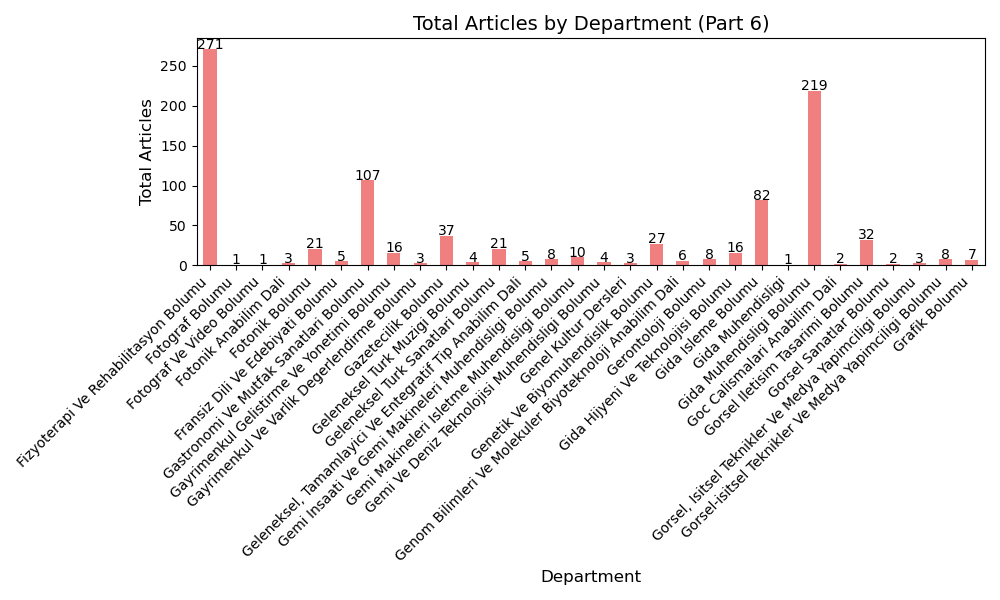 Total Articles by Department (Part 6)
Total Articles
250
200
150
100
50
0
271
1
1
3
21
5
107
16
3
37
4
21
5
8
10
4
3
27
6
8
16
82
1
219
2
32
2
3
8
7
Fizyoterapi Ve Rehabilitasyon Bolumu
Fotograf Bolumu
Fotograf Ve Video Bolumu
Fotonik Anabilim Dali
Fotonik Bolumu
Fransiz Dili Ve Edebiyati Bolumu
Gastronomi Ve Mutfak Sanatlari Bolumu
Gayrimenkul Gelistirme Ve Yonetimi Bolumu
Gayrimenkul Ve Varlik Degerlendirme Bolumu
Gazetecilik Bolumu
Geleneksel Turk Muzigi Bolumu
Geleneksel Turk Sanatlari Bolumu
Geleneksel, Tamamlayici Ve Entegratif Tip Anabilim Dali
Gemi Insaati Ve Gemi Makineleri Muhendisligi Bolumu
Gemi Makineleri Isletme Muhendisligi Bolumu
Gemi Ve Deniz Teknolojisi Muhendisligi Bolumu
Genel Kultur Dersleri
Genetik Ve Biyomuhendislik Bolumu
Genom Bilimleri Ve Molekuler Biyoteknoloji Anabilim Dali
Gerontoloji Bolumu
Gida Hijyeni Ve Teknolojisi Bolumu
Gida Isleme Bolumu
Gida Muhendisligi
Gida Muhendisligi Bolumu
Goc Calismalari Anabilim Dali
Gorsel Iletisim Tasarimi Bolumu
Gorsel Sanatlar Bolumu
Gorsel, Isitsel Teknikler Ve Medya Yapimciligi Bolumu
Gorsel-isitsel Teknikler Ve Medya Yapimciligi Bolumu
Grafik Bolumu
Department